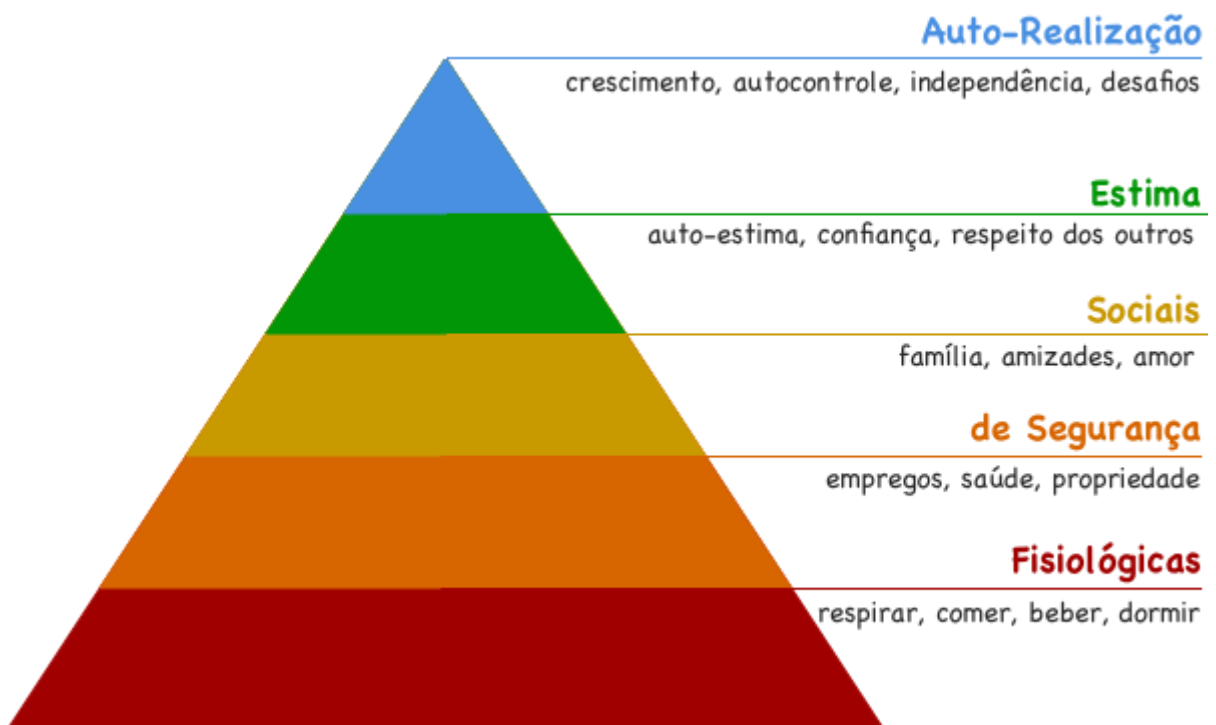 Auto-Realização
crescimento, autocontrole, independência, desafios
Estima
auto-estima, confiança, respeito dos outros
Sociais
família, amizades, amor
de Segurança
empregos, saúde, propriedade
Fisiológicas
respirar, comer, beber, dormir